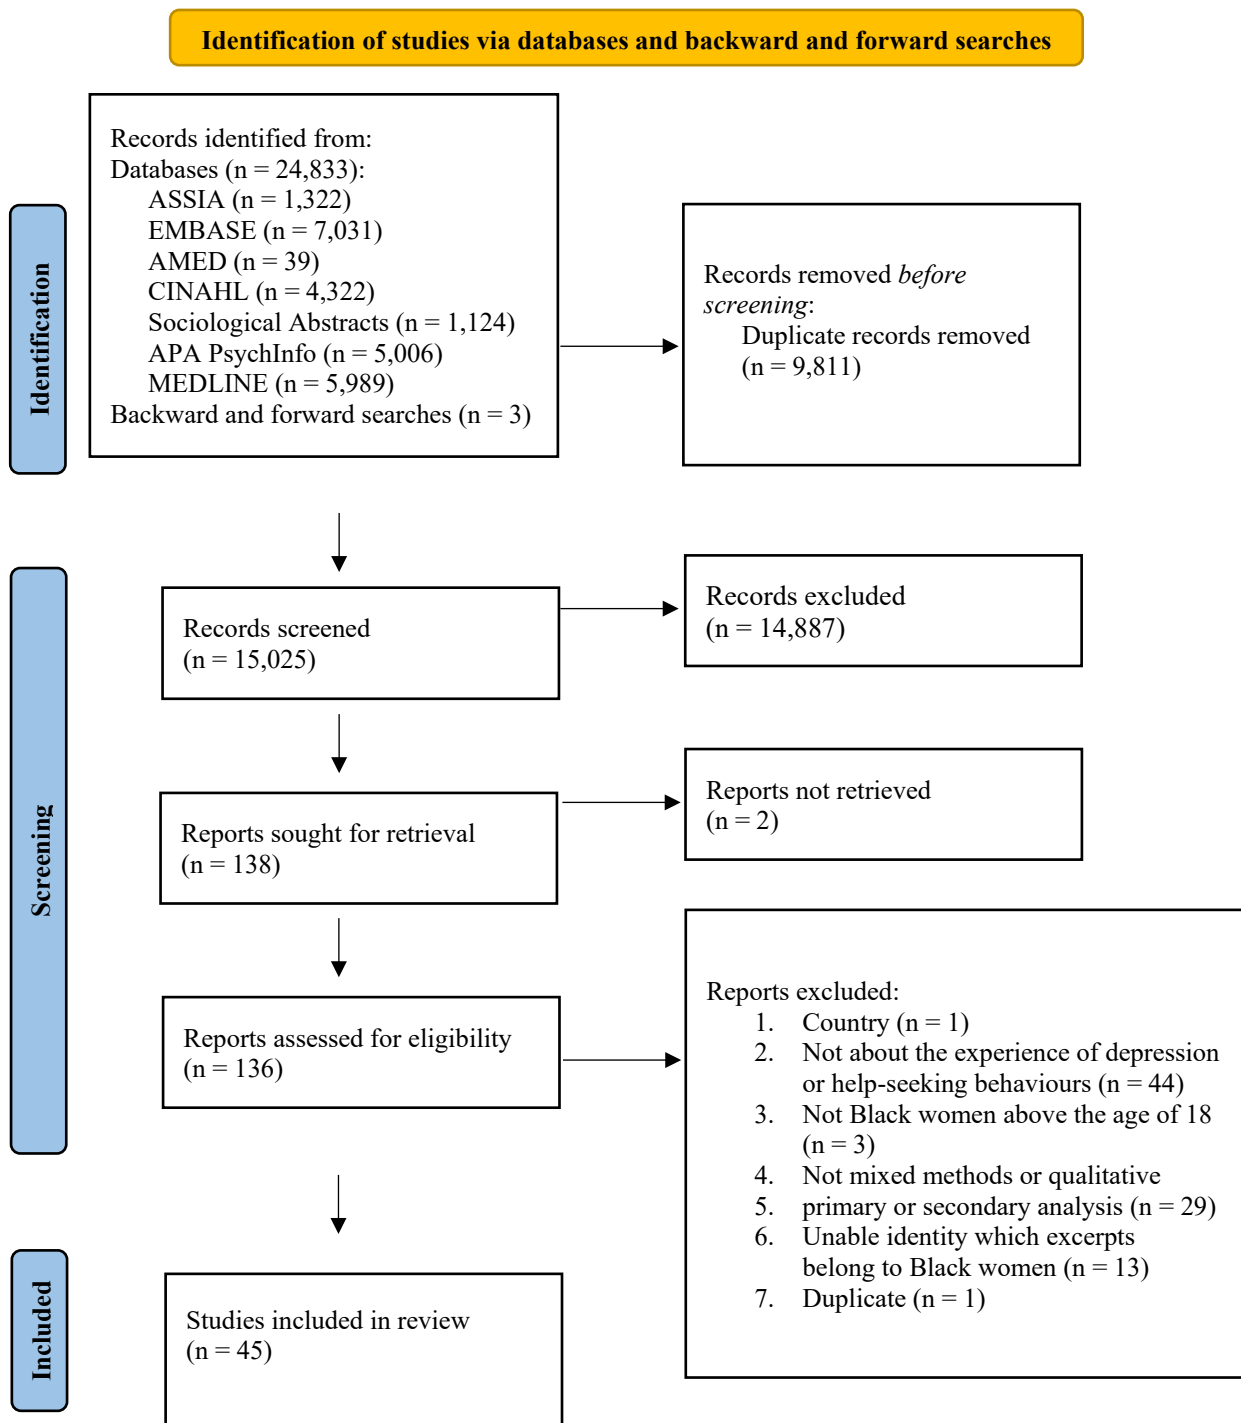 Identification of studies via databases and backward and forward searches
Identification
Records identified from:
Databases (n = 24,833):
ASSIA (n = 1,322)
EMBASE (n = 7,031)
AMED (n = 39)
CINAHL (n = 4,322)
Sociological Abstracts (n = 1,124)
APA PsychInfo (n = 5,006)
MEDLINE (n = 5,989)
Backward and forward searches (n = 3)
Records removed before
screening:
Duplicate records removed
(n = 9,811)
Screening
Records screened
(n = 15,025)
Records excluded
(n = 14,887)
Reports sought for retrieval
(n = 138)
Reports not retrieved
(n = 2)
Reports assessed for eligibility
(n = 136)
Reports excluded:
1. Country (n = 1)
2. Not about the experience of depression
or help-seeking behaviours (n = 44)
3. Not Black women above the age of 18
(n = 3)
4. Not mixed methods or qualitative
5. primary or secondary analysis (n = 29)
6. Unable identity which excerpts
belong to Black women (n = 13)
7. Duplicate (n = 1)
Included
Studies included in review
(n = 45)